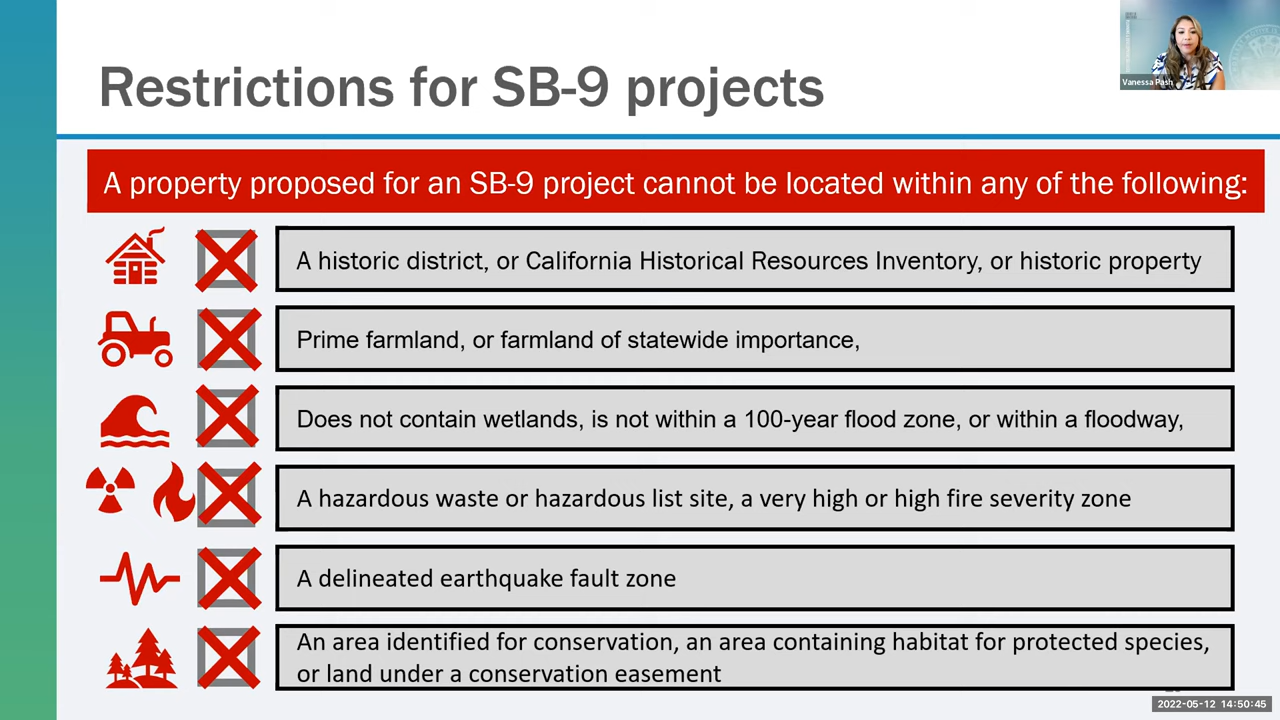 Restrictions for SB-9 projects
Vanessa Pash
A property proposed for an SB-9 project cannot be located within any of the following:
A historic district, or California Historical Resources Inventory, or historic property
Prime farmland, or farmland of statewide importance,
Does not contain wetlands, is not within a 100-year flood zone, or within a floodway,
A hazardous waste or hazardous list site, a very high or high fire severity zone
A delineated earthquake fault zone
An area identified for conservation, an area containing habitat for protected species,
or land under a conservation easement
2022-05-12 14:50:45